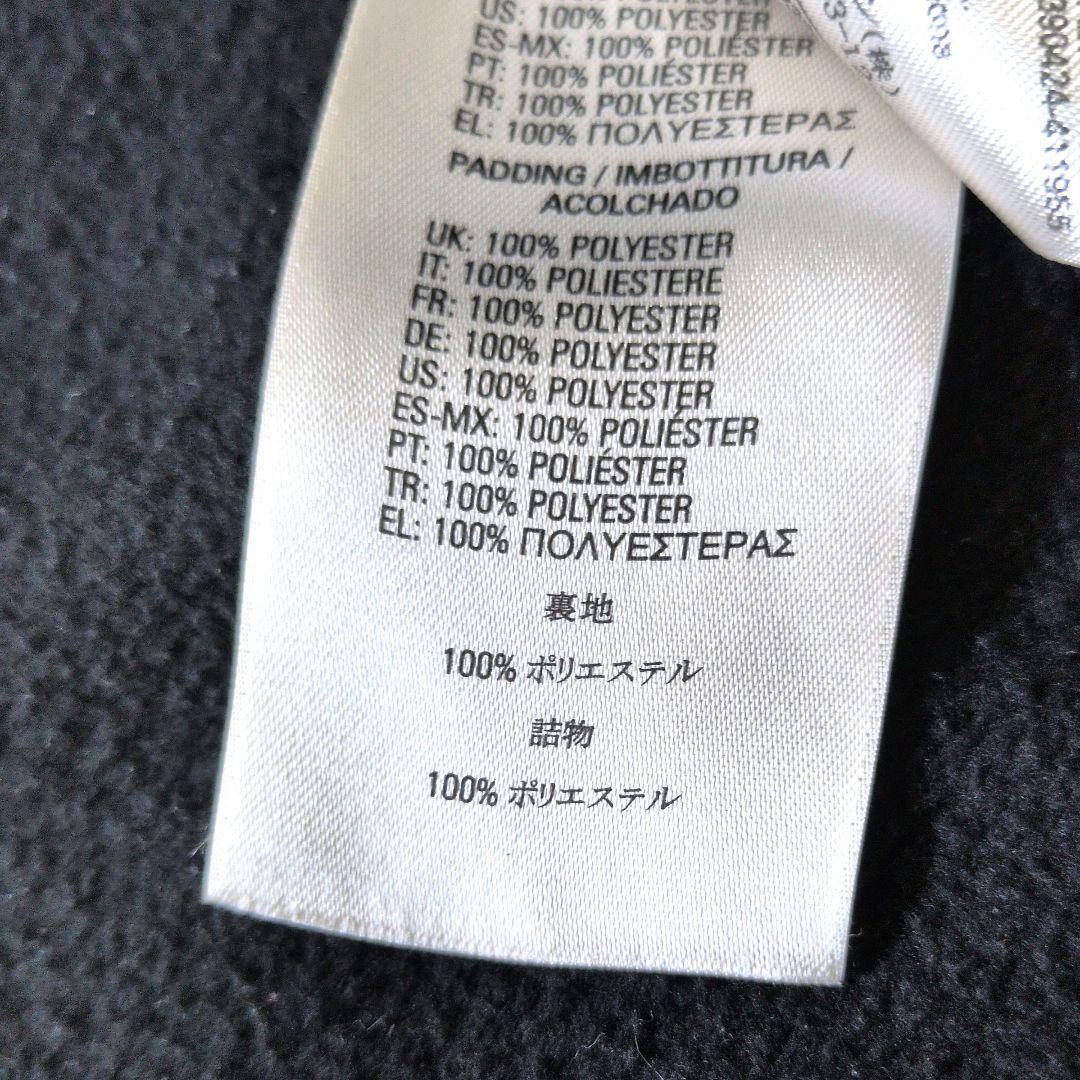 US: 100% POLYESTER
ES-MX: 100% POLIÉSTER
PT: 100% POLIÉSTER
TR: 100% POLYESTER
EL: 100% ΠΟΛΥΕΣΤΕΡΑΣ
PADDING / IMBOTTITURA /
ACOLCHADO
UK: 100% POLYESTER
IT: 100% POLIESTERE
FR: 100% POLYESTER
DE: 100% POLYESTER
US: 100% POLYESTER
ES-MX: 100% POLIÉSTER
PT: 100% POLIÉSTER
TR: 100% POLYESTER
EL: 100% ΠΟΛΥΕΣΤΕΡΑΣ
裏地
100% ポリエステル
詰物
100% ポリエステル